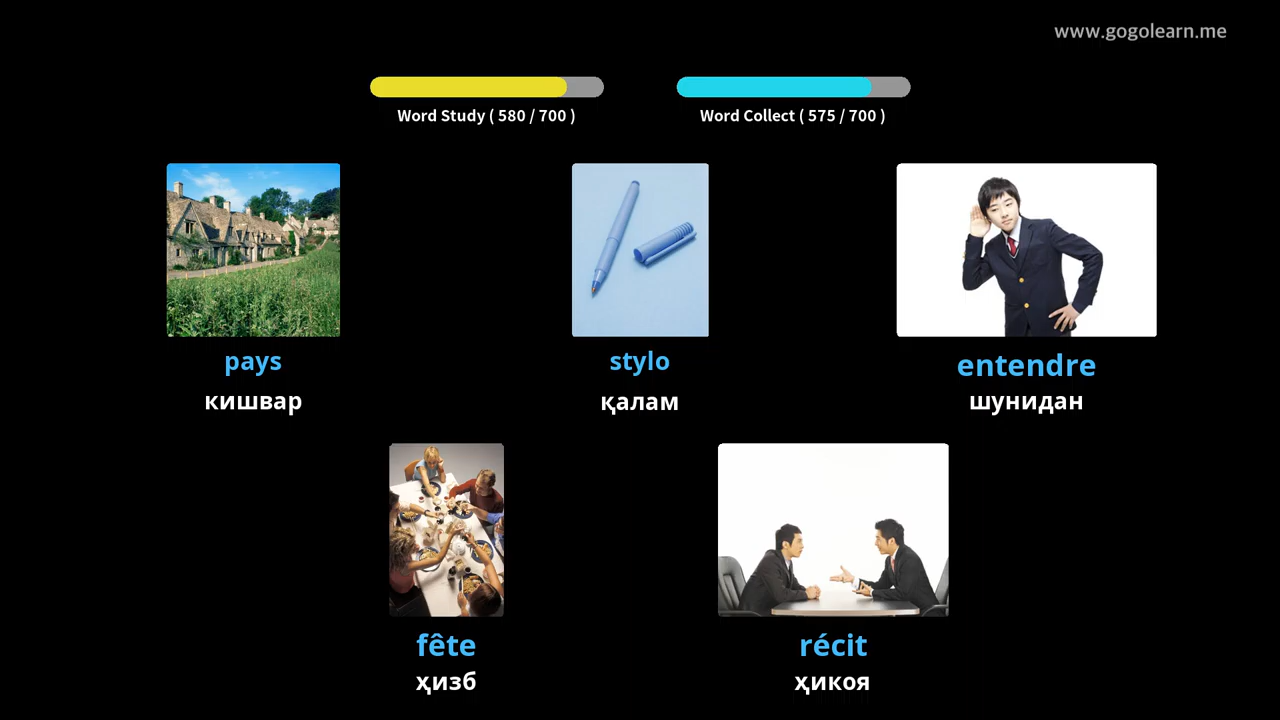 www.gogolearn.me
Word Study ( 580 / 700 )
Word Collect ( 575 / 700 )
pays
кишвар
stylo
қалам
entendre
шунидан
fête
ҳизб
récit
ҳикоя